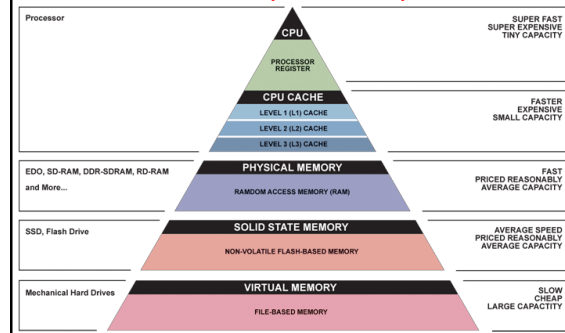 Processor
CPU
PROCESSOR
REGISTER
SUPER FAST
SUPER EXPENSIVE
TINY CAPACITY
CPU CACHE
LEVEL 1 (L1) CACHE
LEVEL 2 (L2) CACHE
LEVEL 3 (L3) CACHE
FASTER
EXPENSIVE
SMALL CAPACITY
EDO, SD-RAM, DDR-SDRAM, RD-RAM
and More...
PHYSICAL MEMORY
RAMDOM ACCESS MEMORY (RAM)
FAST
PRICED REASONABLY
AVERAGE CAPACITY
SSD, Flash Drive
SOLID STATE MEMORY
NON-VOLATILE FLASH-BASED MEMORY
AVERAGE SPEED
PRICED REASONABLY
AVERAGE CAPACITY
Mechanical Hard Drives
VIRTUAL MEMORY
FILE-BASED MEMORY
SLOW
CHEAP
LARGE CAPACTITY